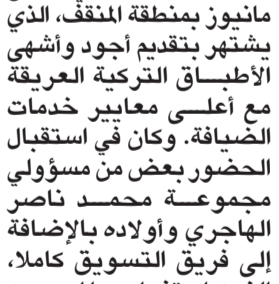 مانيوز بمنطقة المنقف، الذي
يشتهر بتقديم أجود وأشهى
الأطباق التركية العريقة
مع أعلى معايير خدمات
الضيافة. وكان في استقبال
الحضور بعض من مسؤولي
مجموعة محمد ناصر
الهاجري وأولاده بالإضافة
إلى فريق التسويق كاملا،